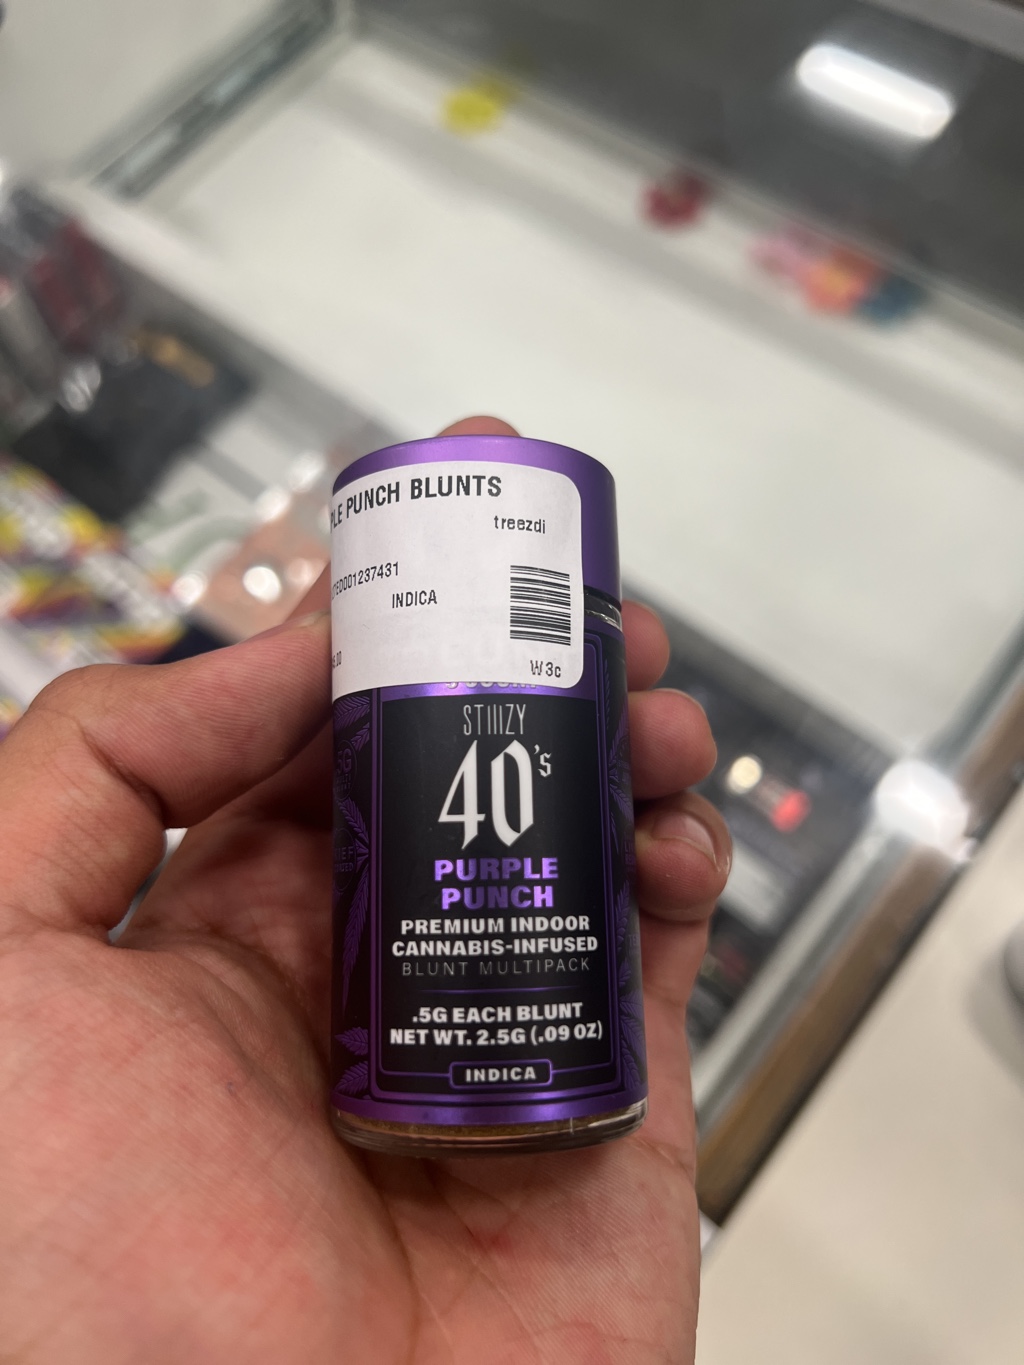 PUNCH BLUNTS
treezdi
INDICA
W3c
STIIIZY
40's
PURPLE
PUNCH
PREMIUM INDOOR
CANNABIS-INFUSED
BLUNT MULTIPACK
.5G EACH BLUNT
NET WT. 2.5G (.09 OZ)
INDICA